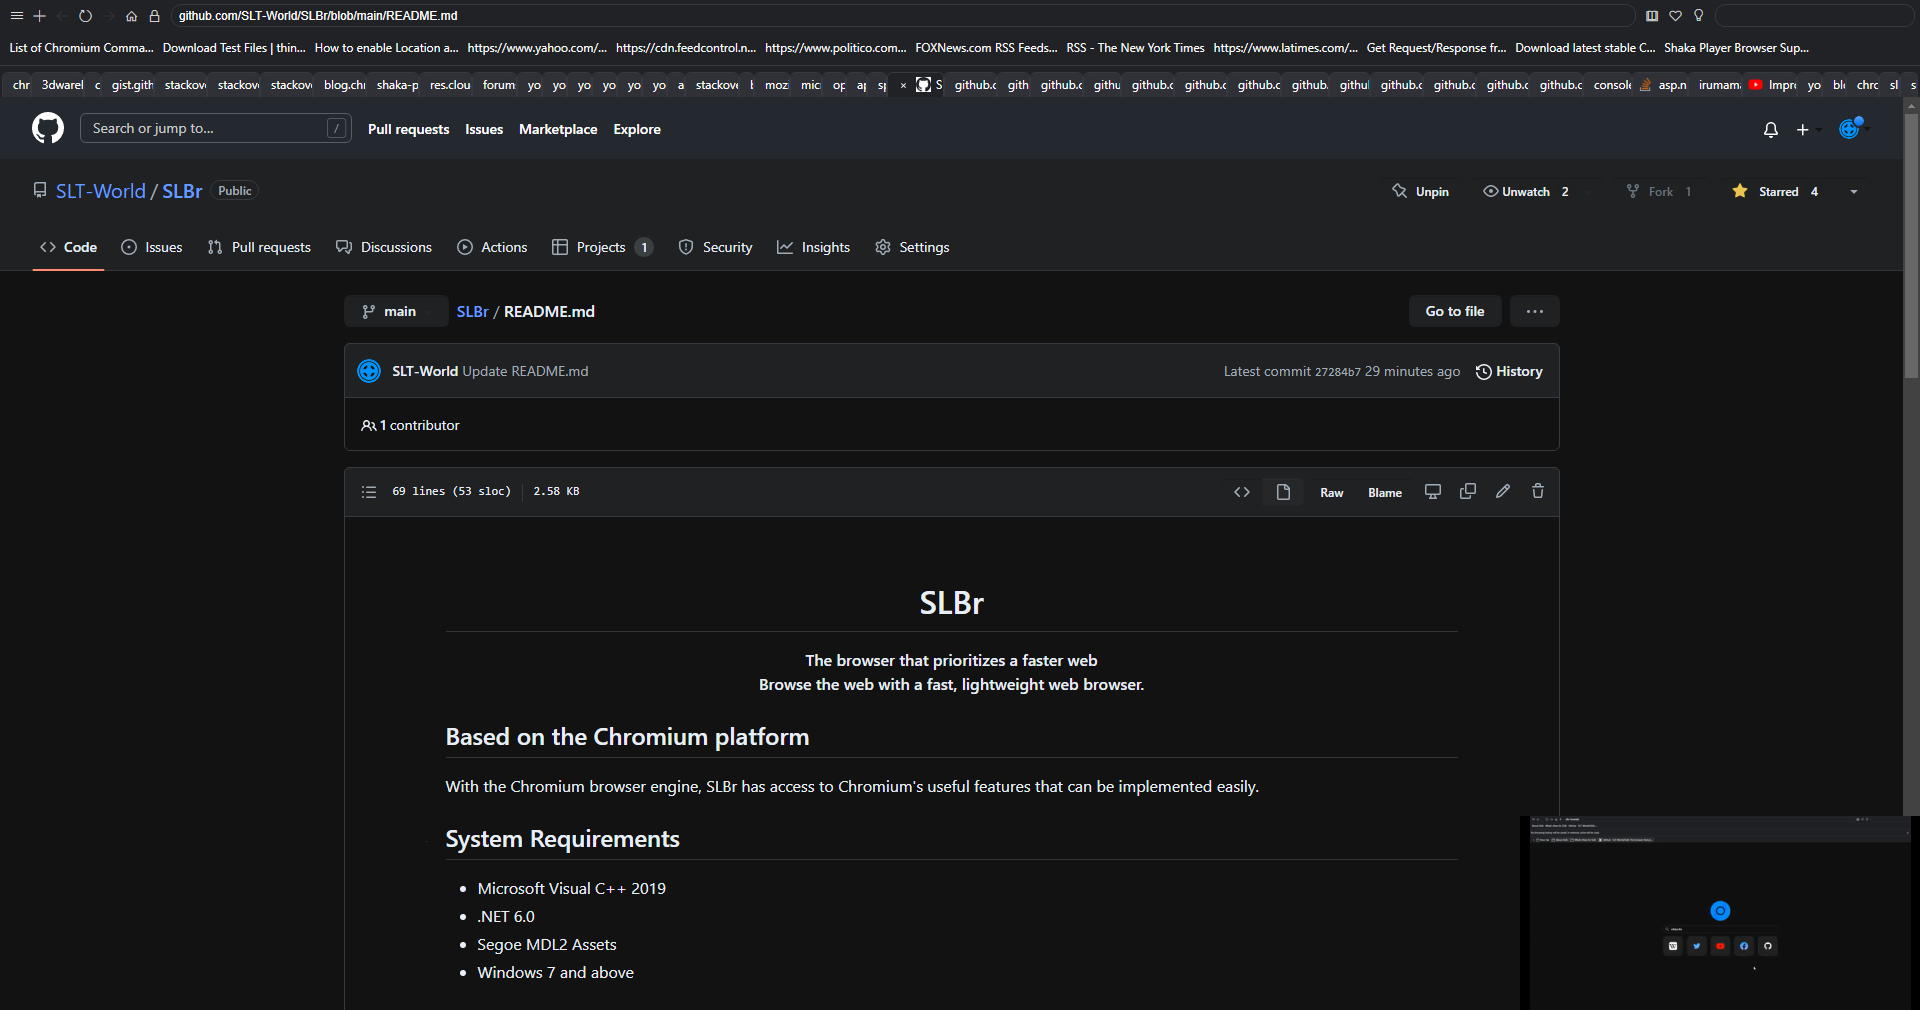 github.com/SLT-World/SLBr/blob/main/README.md
List of Chromium Comma... Download Test Files | thin... How to enable Location a... https://www.yahoo.com/... https://cdn.feedcontrol.n... https://www.politico.com... FOXNews.com RSS Feeds... RSS - The New York Times https://www.latimes.com/... Get Request/Response fr... Download latest stable C... Shaka Player Browser Sup...
chr 3dwarel c gist.gith stackov stackov stackov blog.chr shaka-p res.clou forum yo yo yo yo yo yo a stackove mozi mic op sp × S github.c gith github.c githu github.c github.c github.c github. githul github.c github.c github.c github.c console asp.n irumam Impro yo blo chro sl s
Search or jump to... /
Pull requests Issues Marketplace Explore
SLT-World / SLBr Public
Unpin Unwatch 2 Fork 1 Starred 4
Code Issues Pull requests Discussions Actions Projects 1 Security Insights Settings
main SLBr / README.md Go to file ···
SLT-World Update README.md Latest commit 27284b7 29 minutes ago History
1 contributor
69 lines (53 sloc) 2.58 KB Raw Blame
SLBr
The browser that prioritizes a faster web
Browse the web with a fast, lightweight web browser.
Based on the Chromium platform
With the Chromium browser engine, SLBr has access to Chromium's useful features that can be implemented easily.
System Requirements
• Microsoft Visual C++ 2019
• .NET 6.0
• Segoe MDL2 Assets
• Windows 7 and above